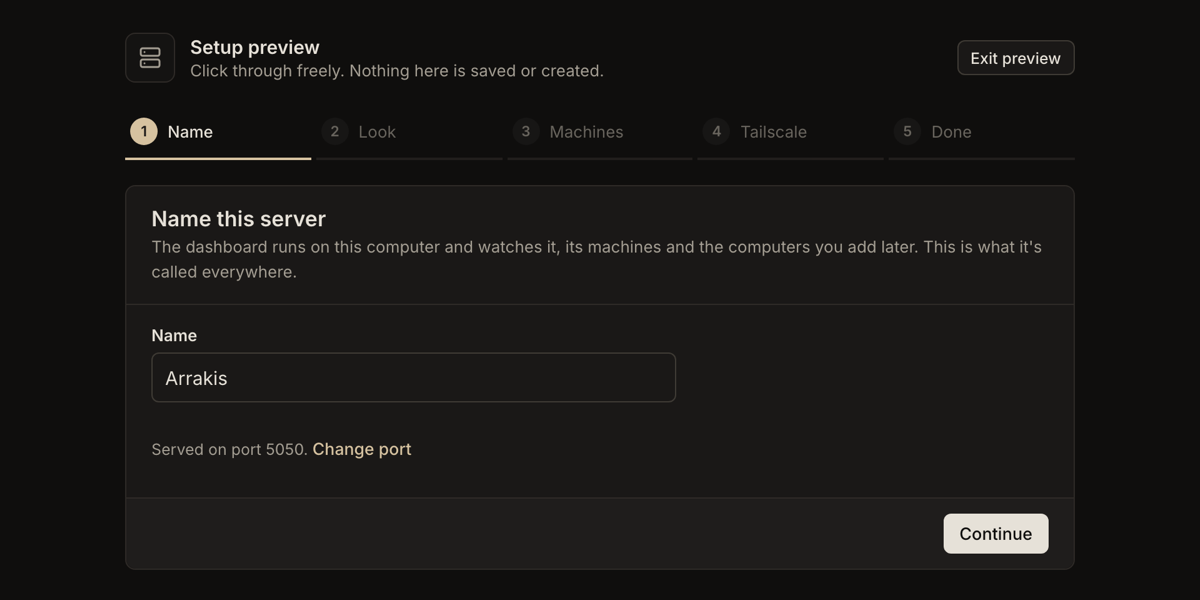 Setup preview
Click through freely. Nothing here is saved or created.
Exit preview
1 Name
2 Look
3 Machines
4 Tailscale
5 Done
Name this server
The dashboard runs on this computer and watches it, its machines and the computers you add later. This is what it's
called everywhere.
Name
Arrakis
Served on port 5050. Change port
Continue